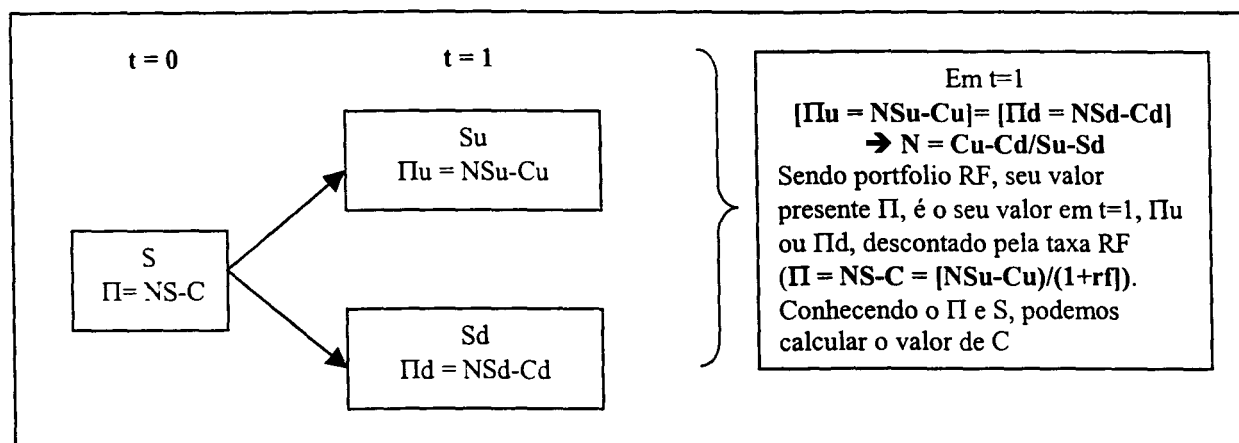 t = 0
t = 1
S
Π= NS-C
Su
Πu = NSu-Cu
Sd
Πd = NSd-Cd
Em t=1
[Πu = NSu-Cu]= [Πd = NSd-Cd]
➔ N = Cu-Cd/Su-Sd
Sendo portfolio RF, seu valor
presente Π, é o seu valor em t=1, Πu
ou Πd, descontado pela taxa RF
(Π = NS-C = [NSu-Cu)/(1+rf]).
Conhecendo o Π e S, podemos
calcular o valor de C